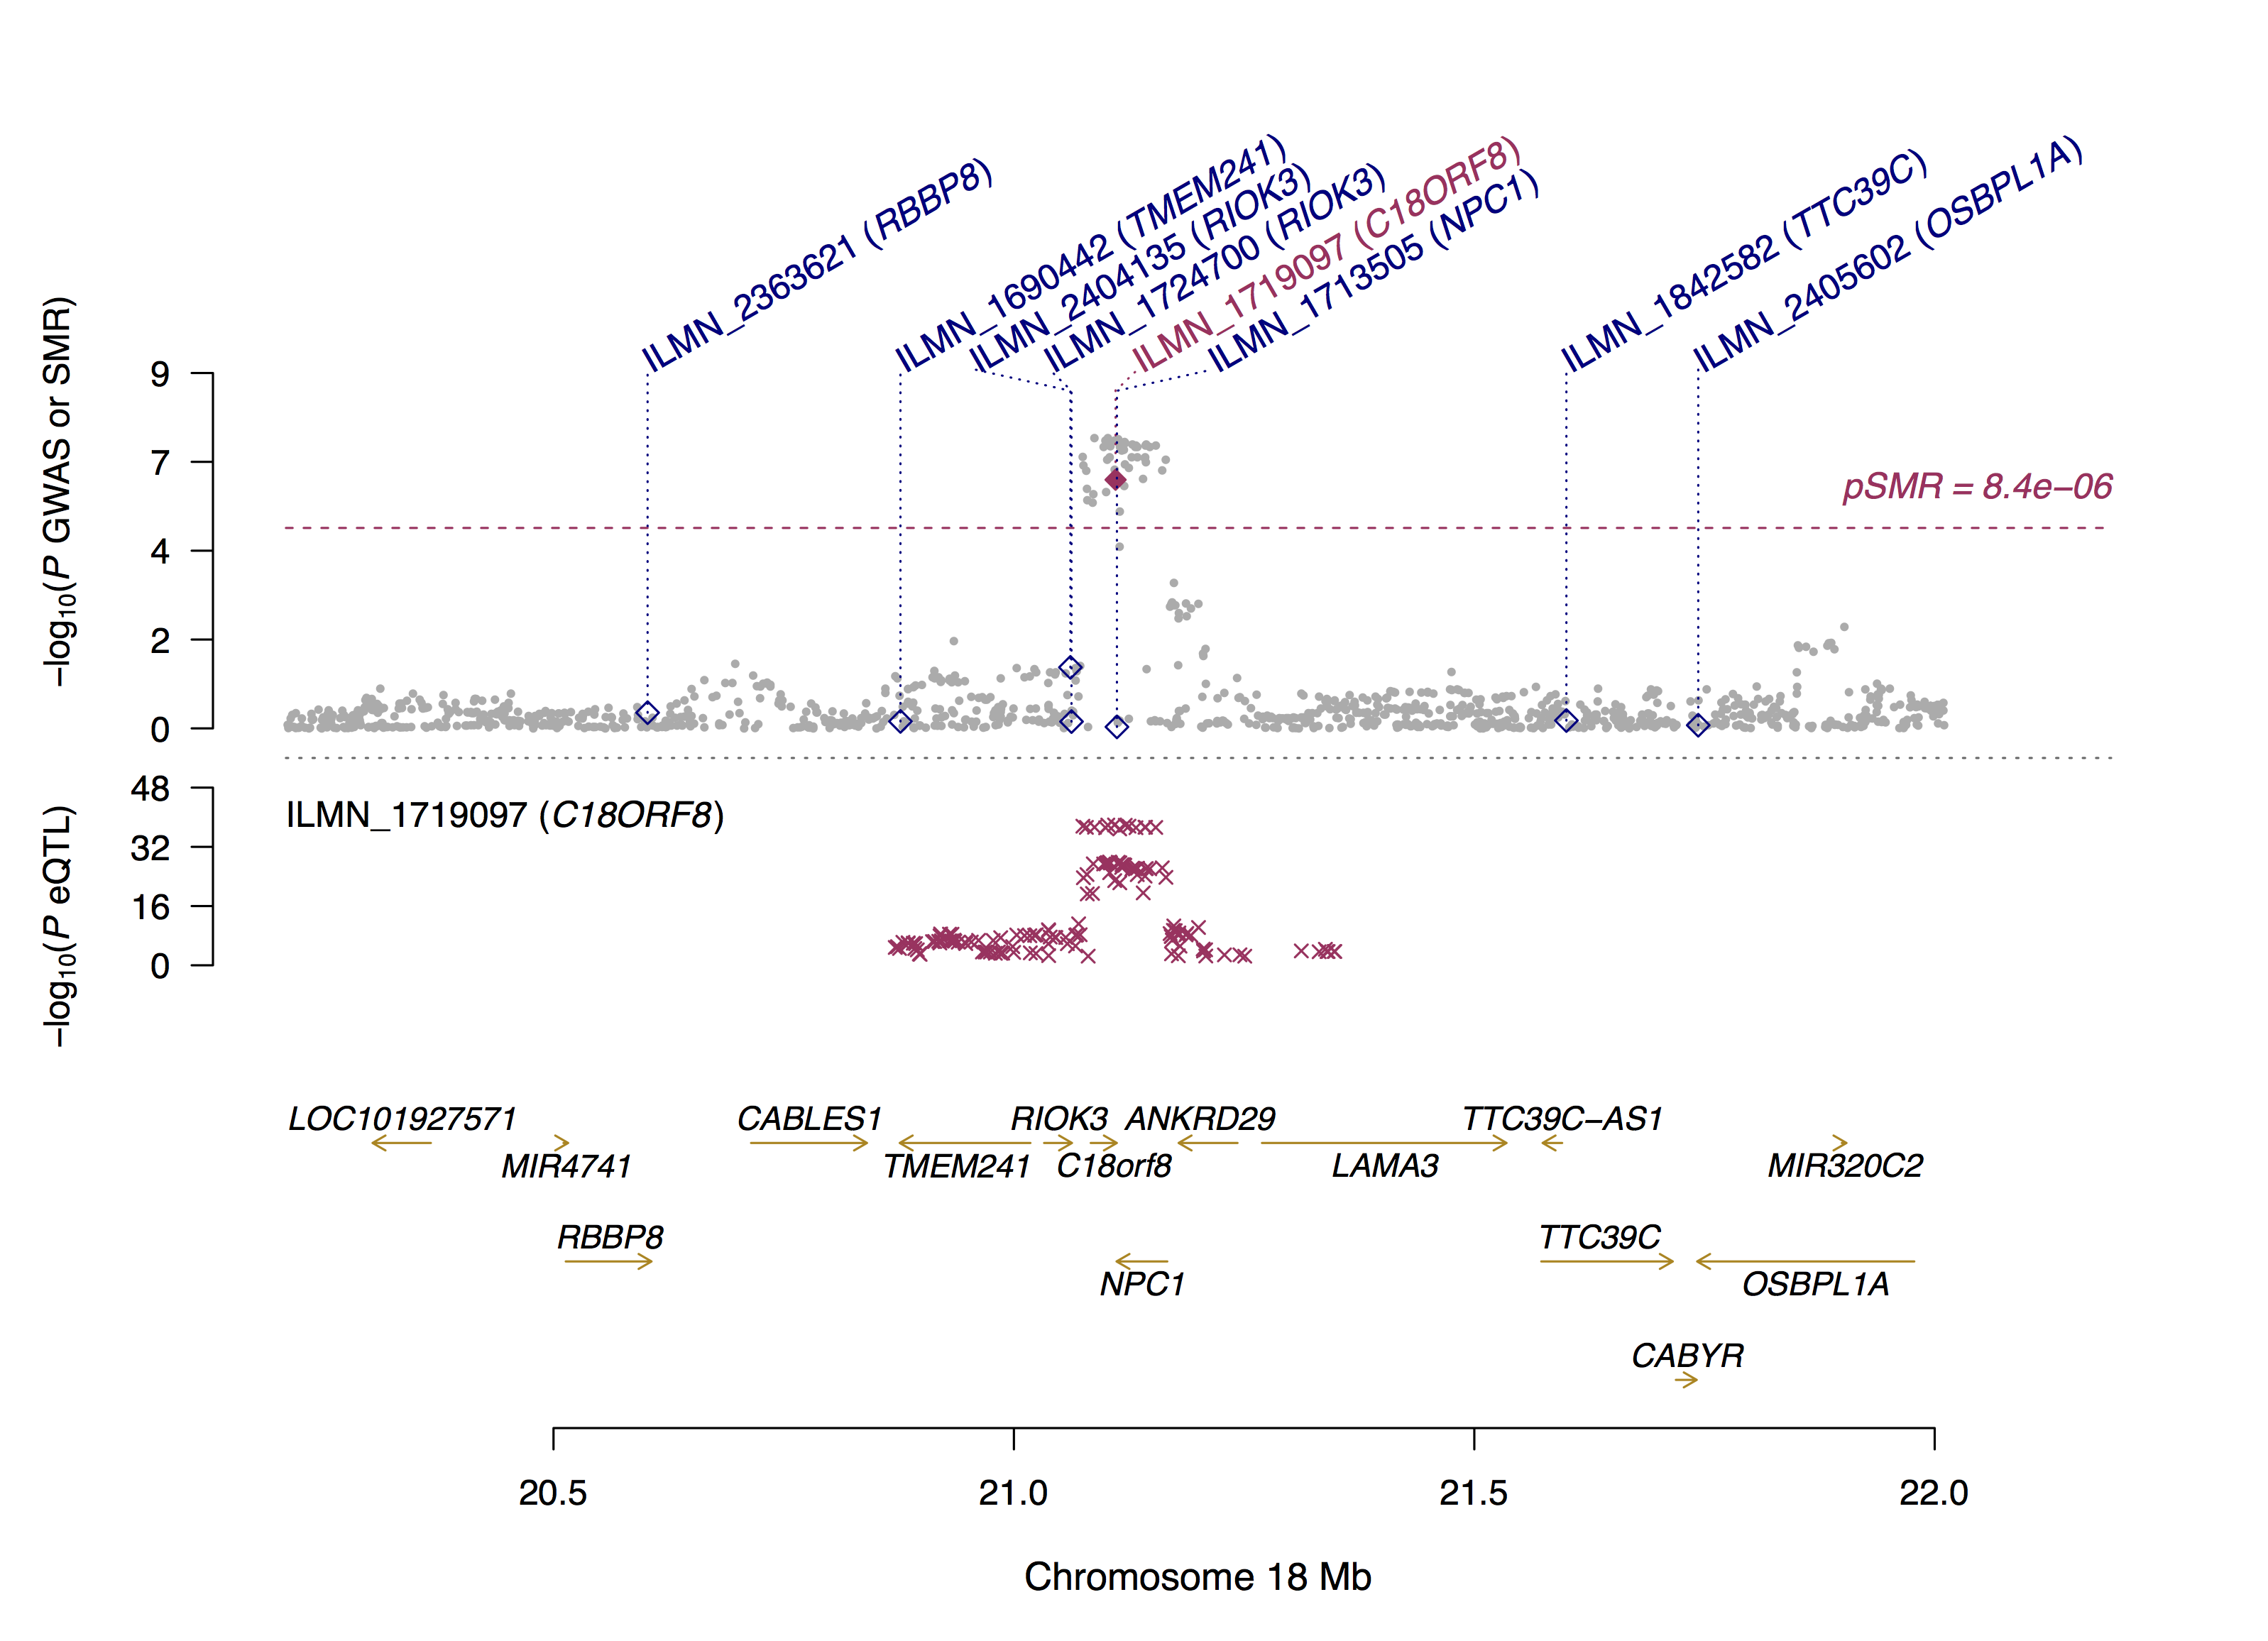 ILMN_2363621 (RBBP8)
ILMN_1690442 (TMEM241)
ILMN_2404135 (RIOK3)
ILMN_1724700 (RIOK3)
ILMN_1719097 (C18ORF8)
ILMN_1713505 (NPC1)
ILMN_1842582 (TTC39C)
ILMN_2405602 (OSBPL1A)
−log10(P GWAS or SMR)
9
7
4
2
0
pSMR = 8.4e−06
−log10(P eQTL)
48
32
16
0
ILMN_1719097 (C18ORF8)
LOC101927571
CABLES1
RIOK3
ANKRD29
TTC39C−AS1
MIR4741
TMEM241
C18orf8
LAMA3
MIR320C2
RBBP8
TTC39C
NPC1
OSBPL1A
CABYR
20.5
21.0
21.5
22.0
Chromosome 18 Mb